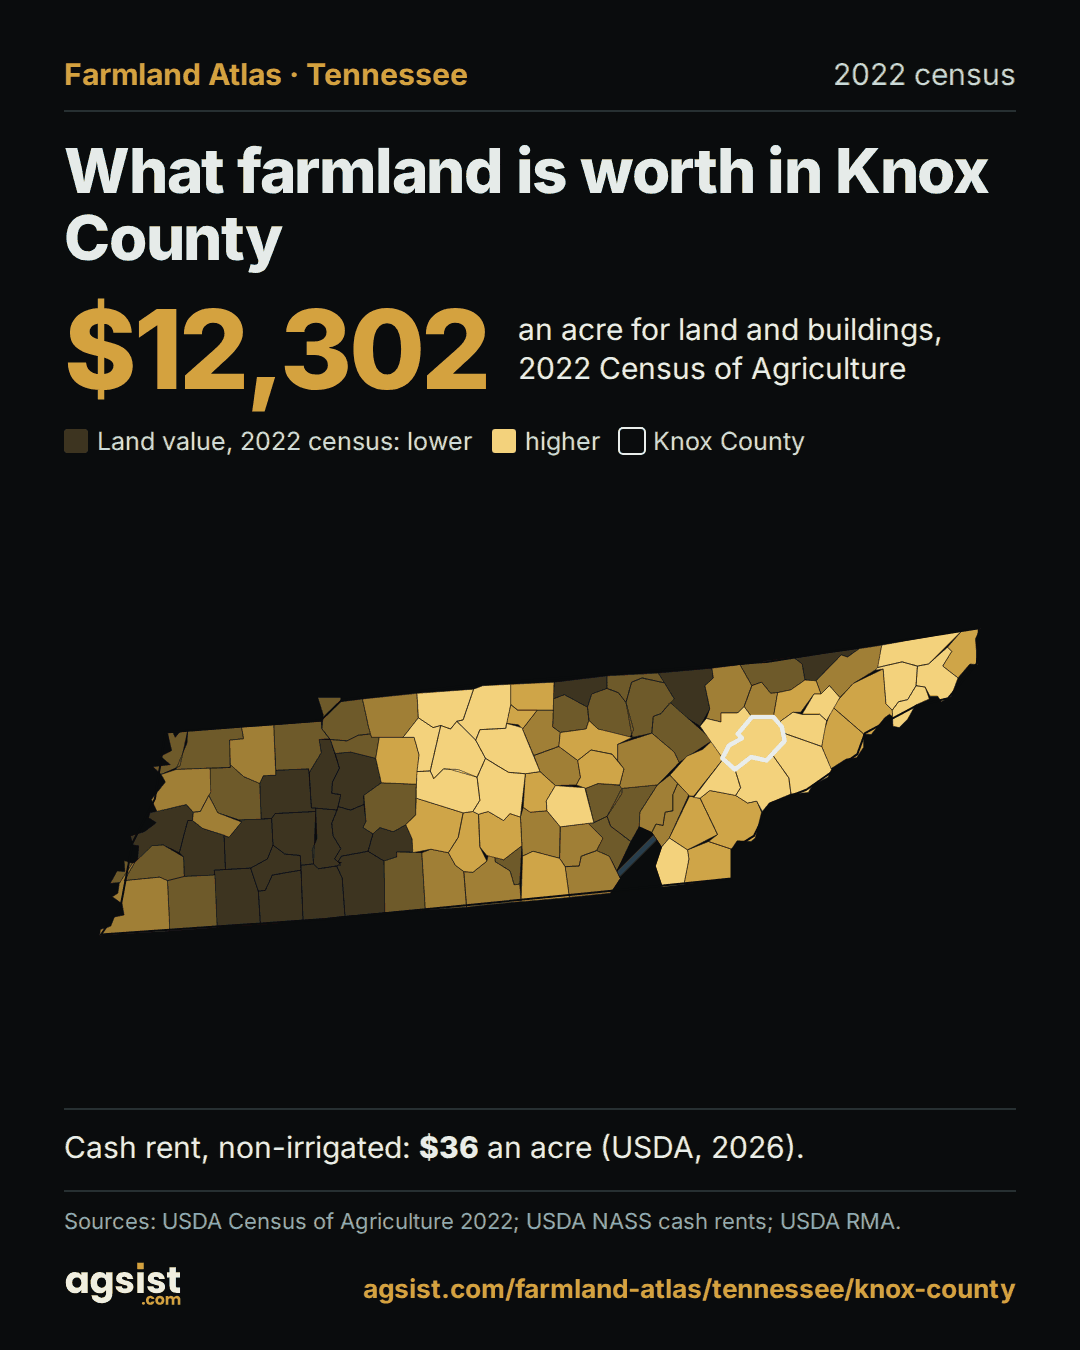 Farmland Atlas · Tennessee
2022 census
What farmland is worth in Knox
County
$12,302
an acre for land and buildings,
2022 Census of Agriculture
Land value, 2022 census: lower
higher
Knox County
Cash rent, non-irrigated: $36 an acre (USDA, 2026).
Sources: USDA Census of Agriculture 2022; USDA NASS cash rents; USDA RMA.
agsist
.com
agsist.com/farmland-atlas/tennessee/knox-county